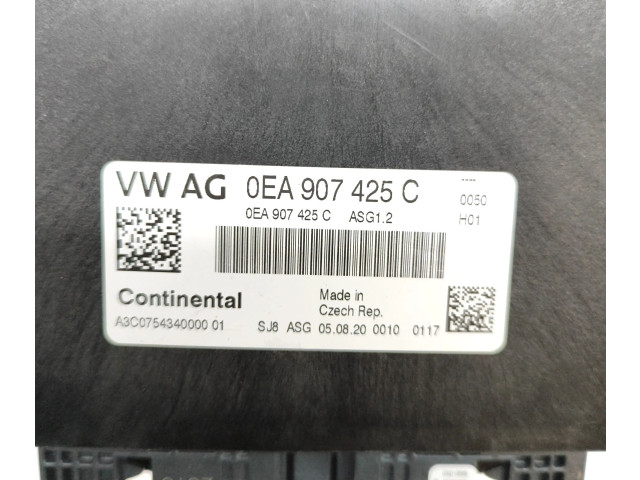 VW AG 0EA 907 425 C
----
0050
0EA 907 425 C ASG1.2
H01
Continental
Made in
Czech Rep.
A3C0754340000 01
SJ8 ASG 05.08.20 0010 0117